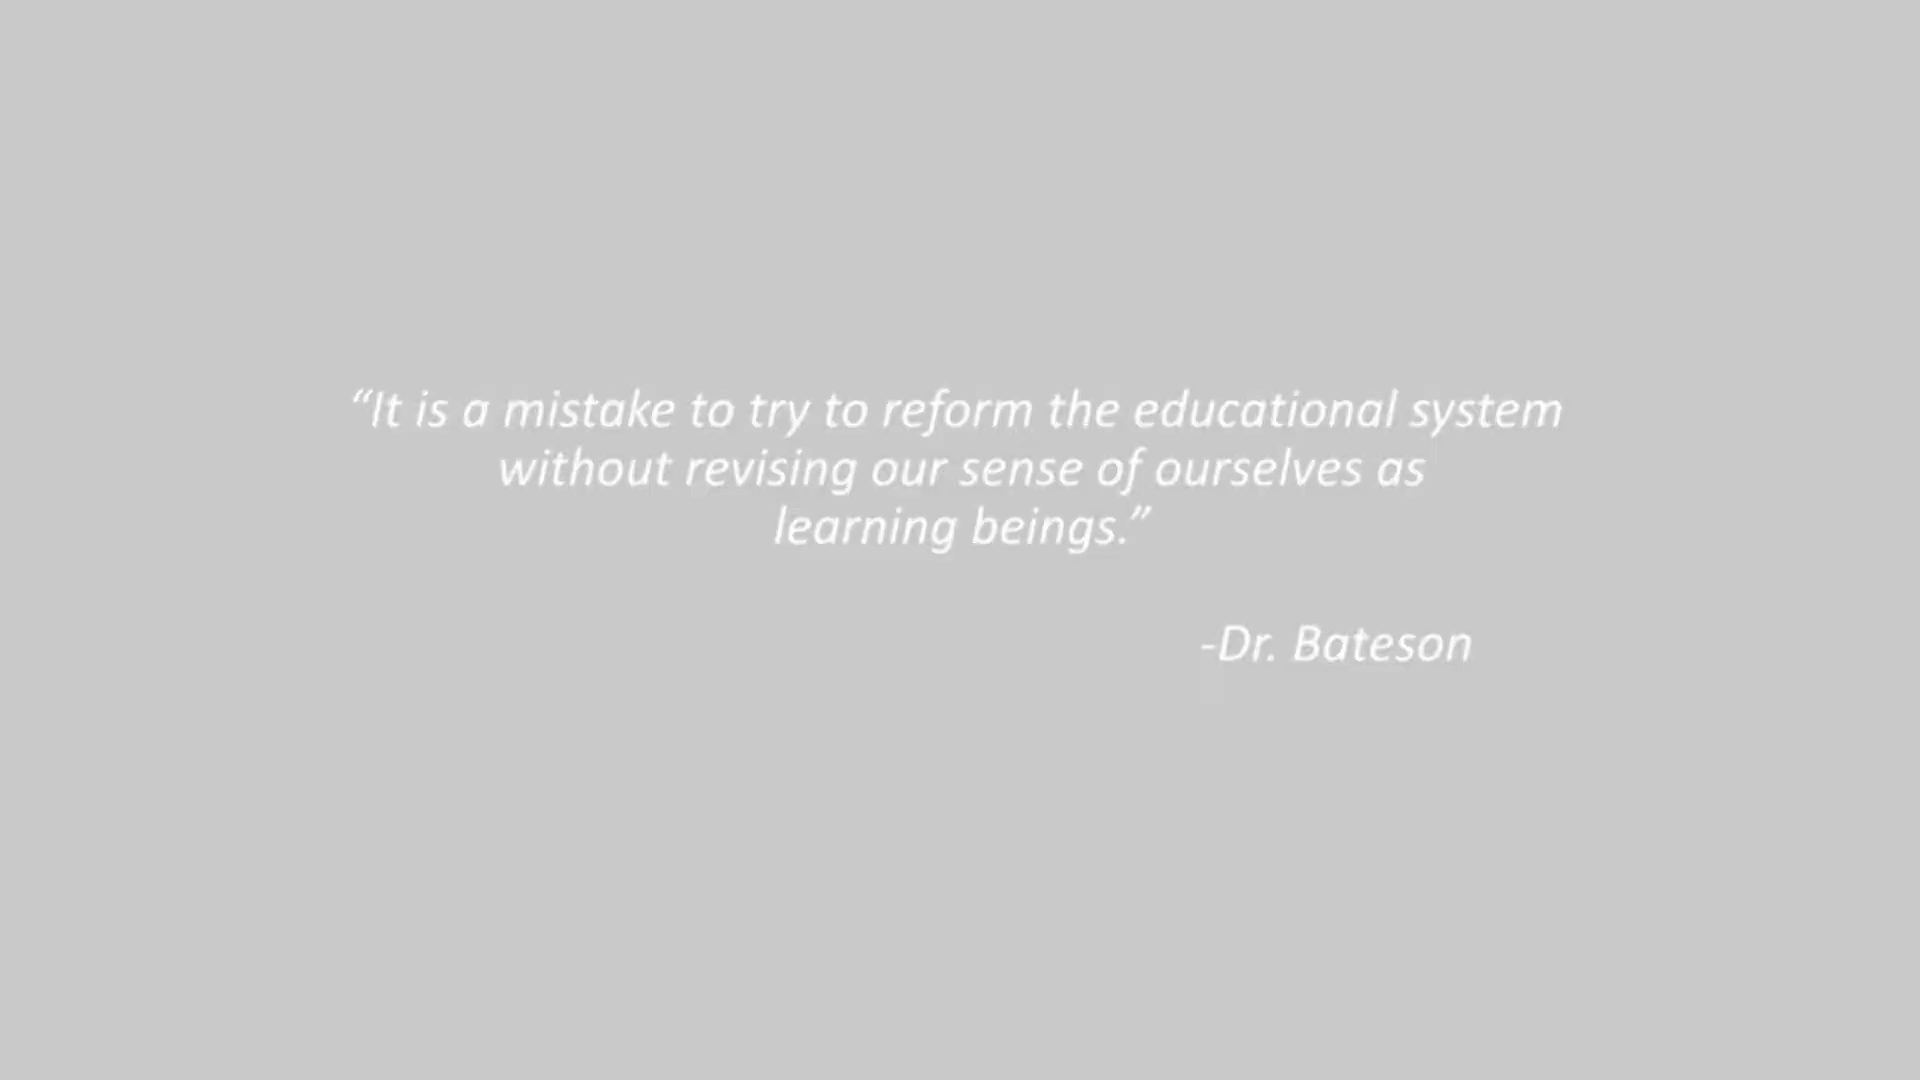 “It is a mistake to try to reform the educational system
without revising our sense of ourselves as
learning beings.”
-Dr. Bateson